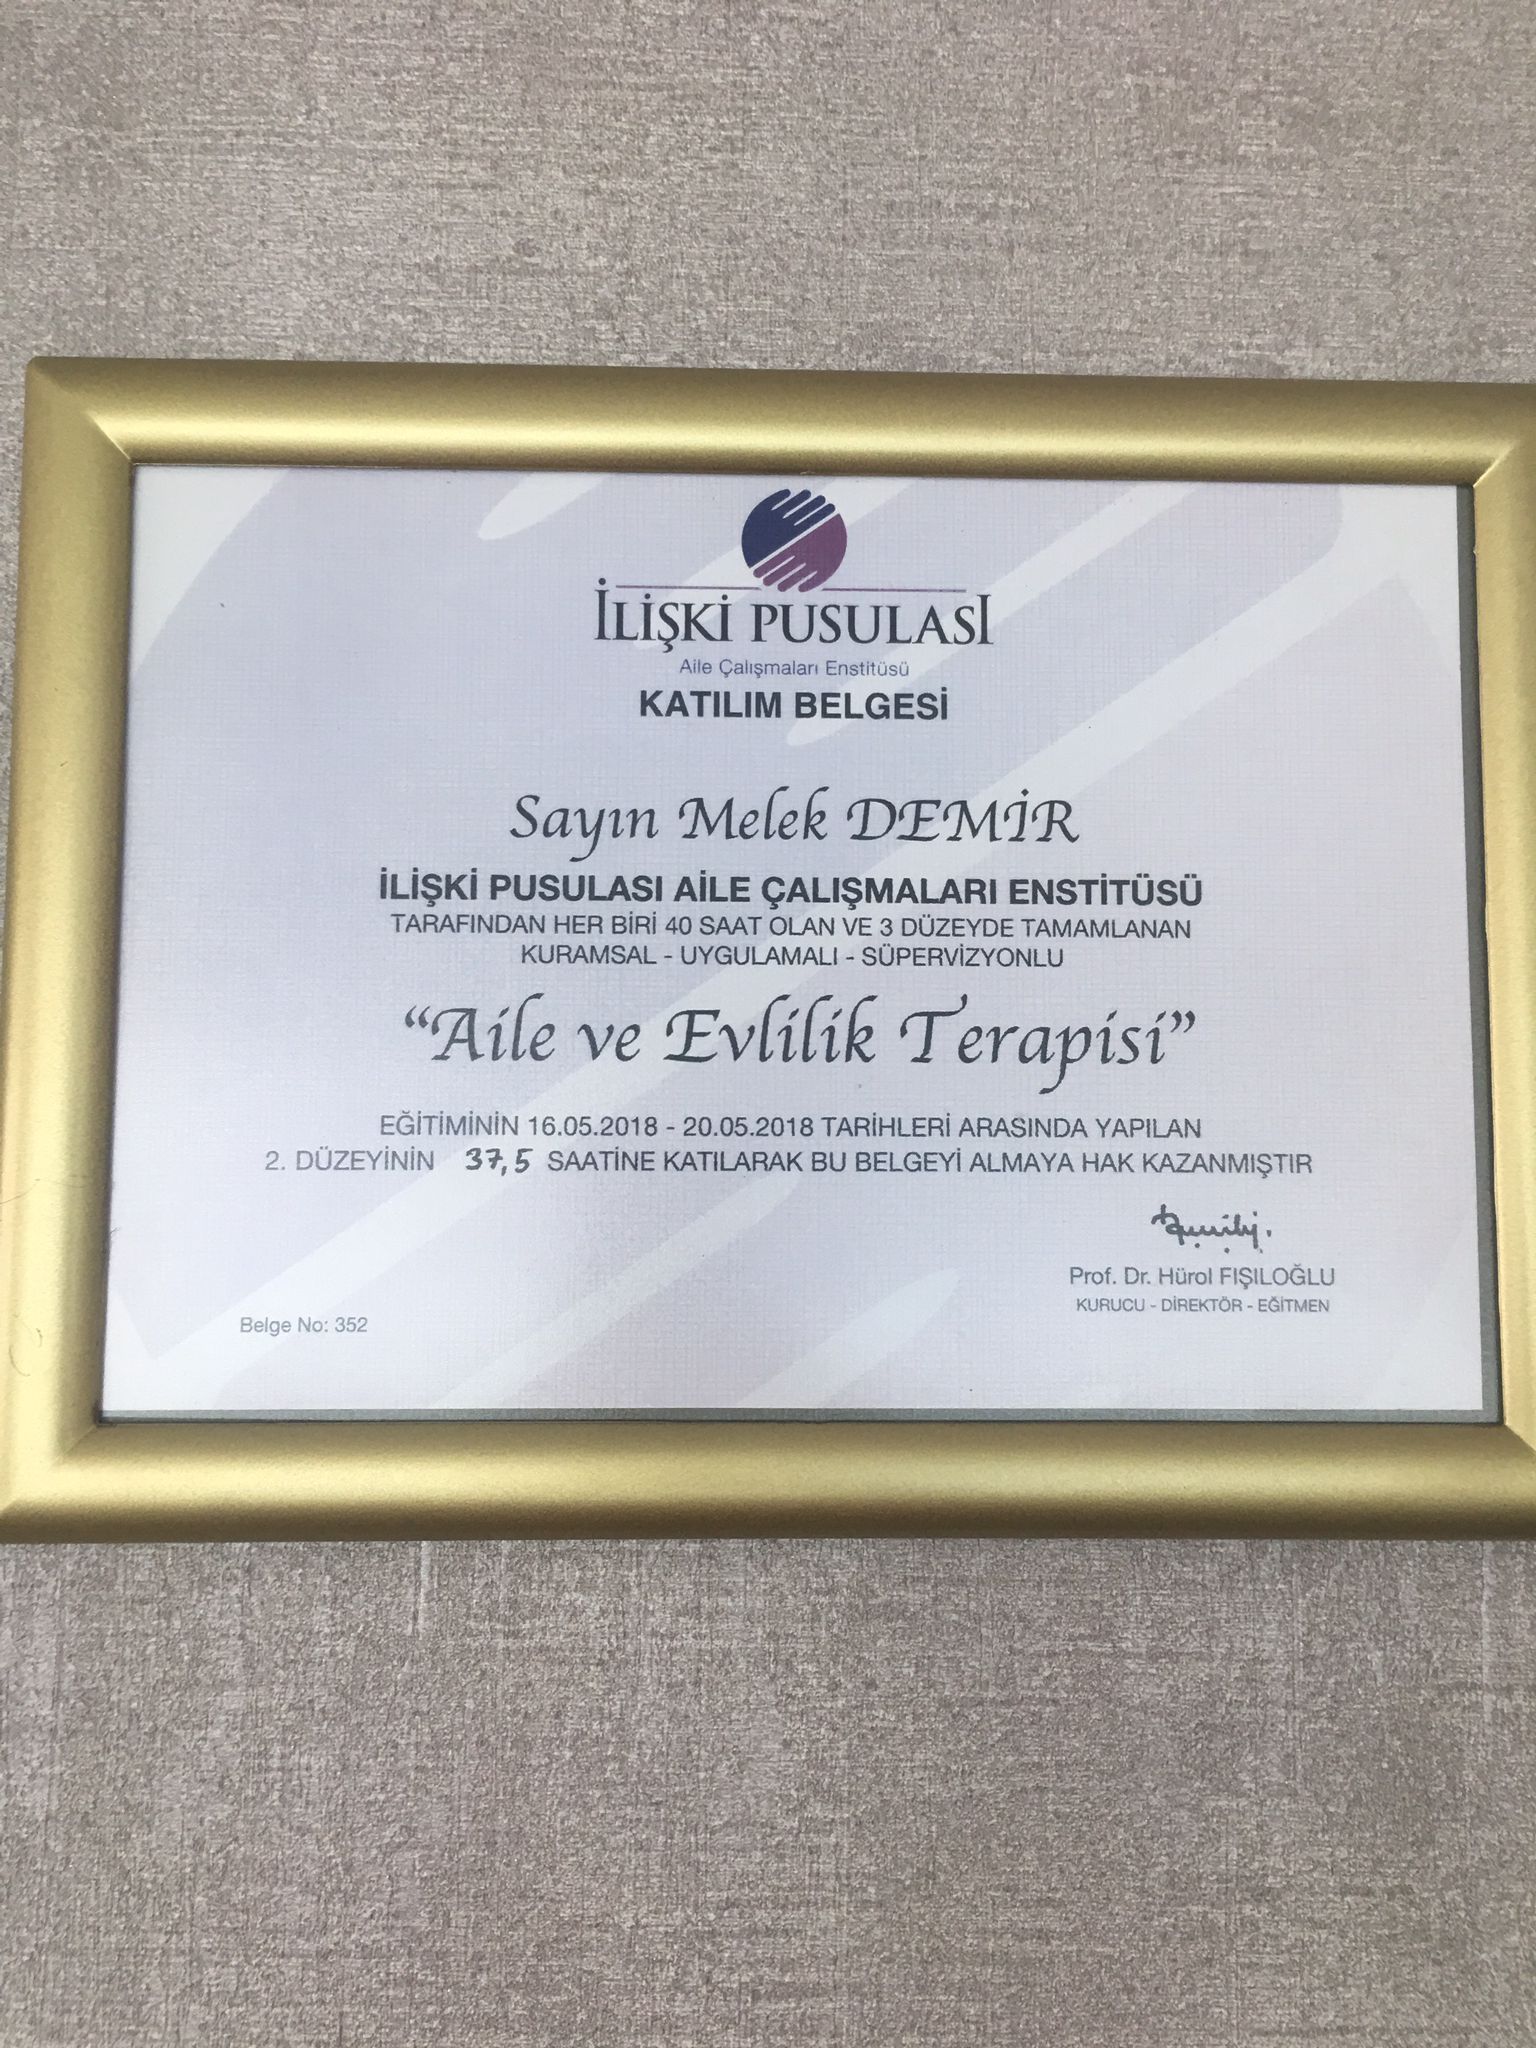 İLİŞKİ PUSULASI
Aile Çalışmaları Enstitüsü
KATILIM BELGESİ
Sayın Melek DEMİR
İLİŞKİ PUSULASI AİLE ÇALIŞMALARI ENSTİTÜSÜ
TARAFINDAN HER BİRİ 40 SAAT OLAN VE 3 DÜZEYDE TAMAMLANAN
KURAMSAL - UYGULAMALI - SÜPERVİZYONLU
“Aile ve Evlilik Terapisi”
EĞİTİMİNİN 16.05.2018 - 20.05.2018 TARİHLERİ ARASINDA YAPILAN
2. DÜZEYİNİN 37,5 SAATİNE KATILARAK BU BELGEYİ ALMAYA HAK KAZANMIŞTIR
Prof. Dr. Hürol FIŞILOĞLU
KURUCU - DİREKTÖR - EĞİTMEN
Belge No: 352